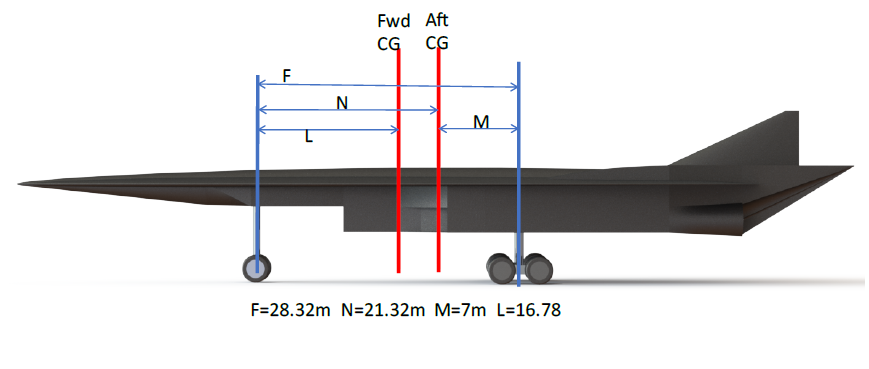 Fwd Aft
CG CG
F
N
M
L
F=28.32m N=21.32m M=7m L=16.78